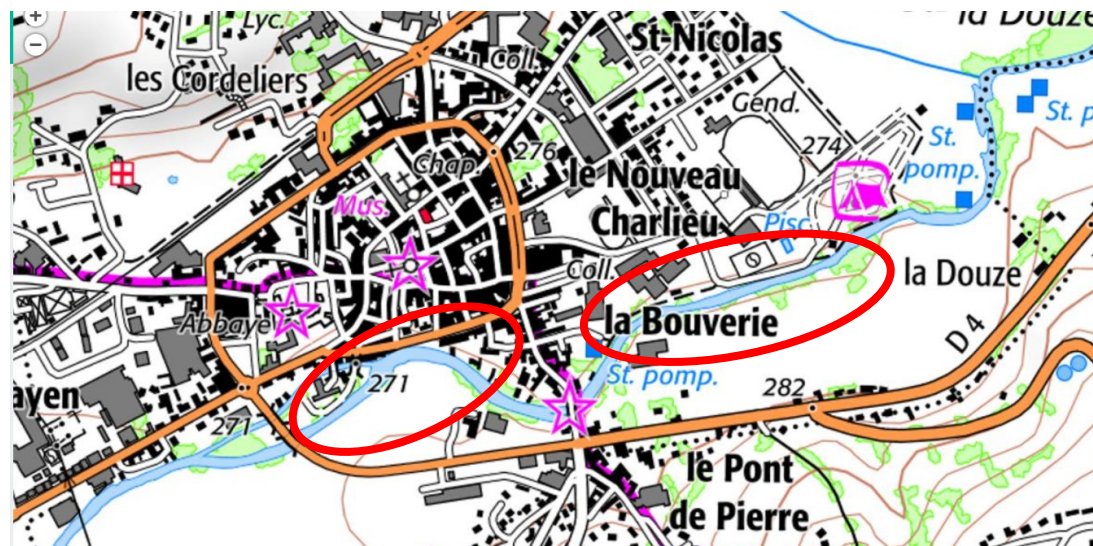 +
−
Lyc.
les Cordeliers
Coll.
St-Nicolas
la Douze
Gend.
St. p
St.
pomp.
274
276
Chap.
le Nouveau
Charlieu
Mus.
Pisc.
Coll.
la Douze
Abbaye
la Bouverie
D 4
St. pomp.
271
282
ayen
271
le Pont
de Pierre